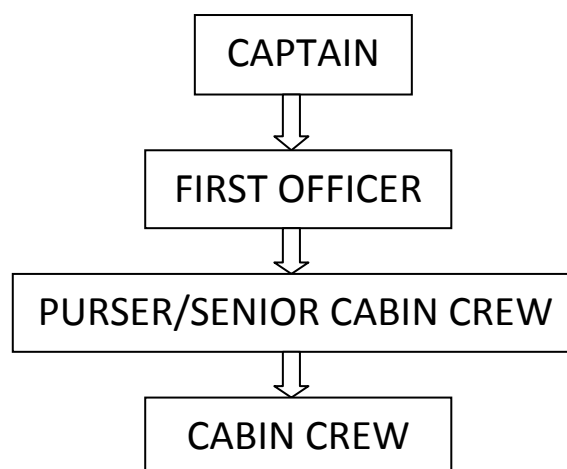 CAPTAIN
FIRST OFFICER
PURSER/SENIOR CABIN CREW
CABIN CREW